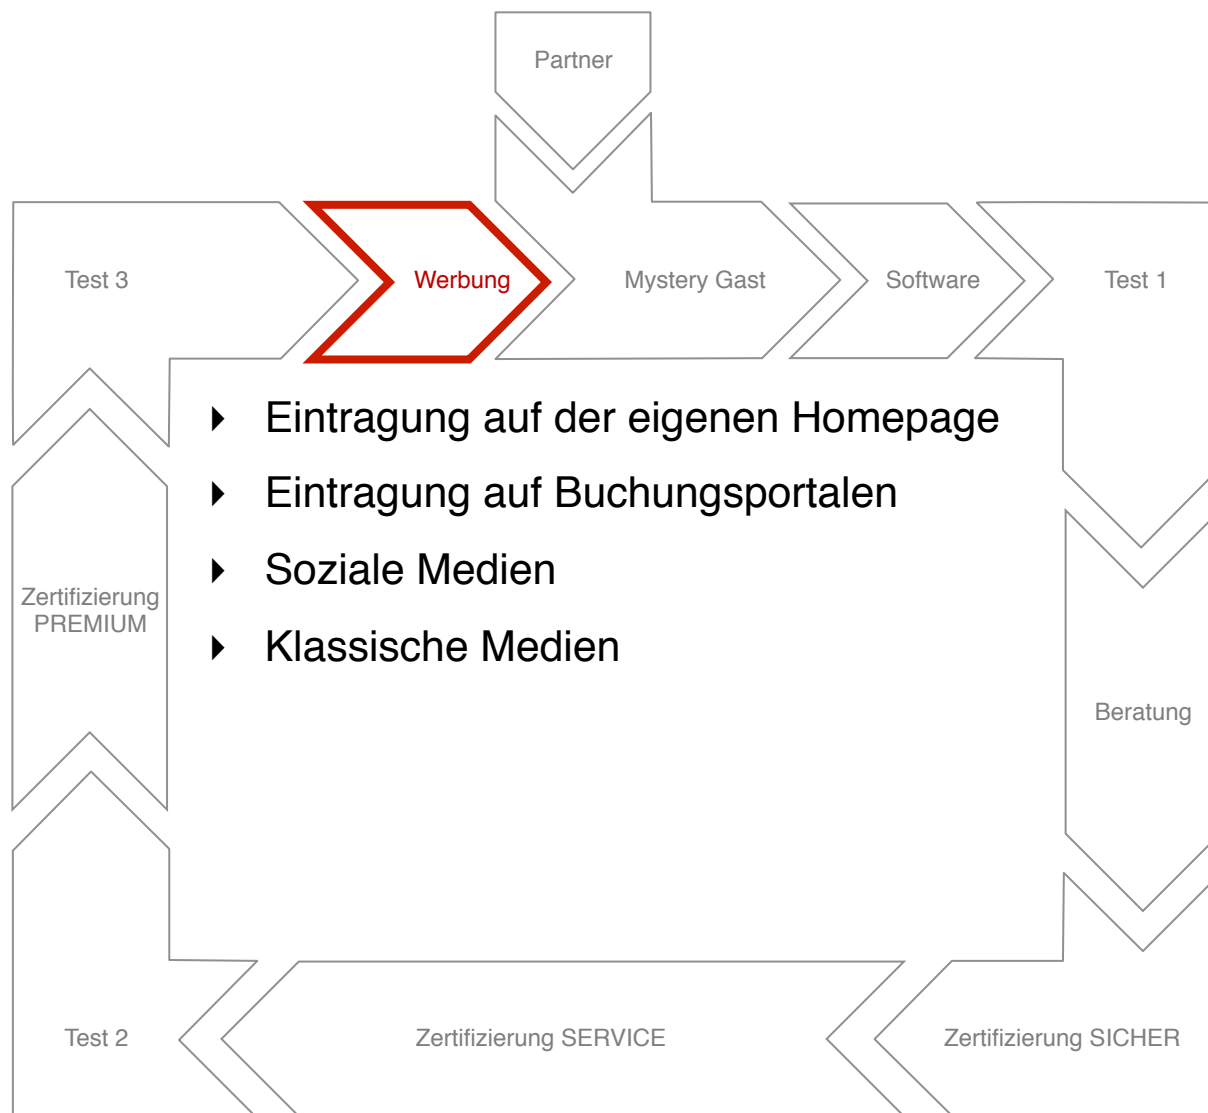 Partner
Test 3
Werbung
Mystery Gast
Software
Test 1
Eintragung auf der eigenen Homepage
Eintragung auf Buchungsportalen
Soziale Medien
Klassische Medien
Zertifizierung
PREMIUM
Beratung
Test 2
Zertifizierung SERVICE
Zertifizierung SICHER